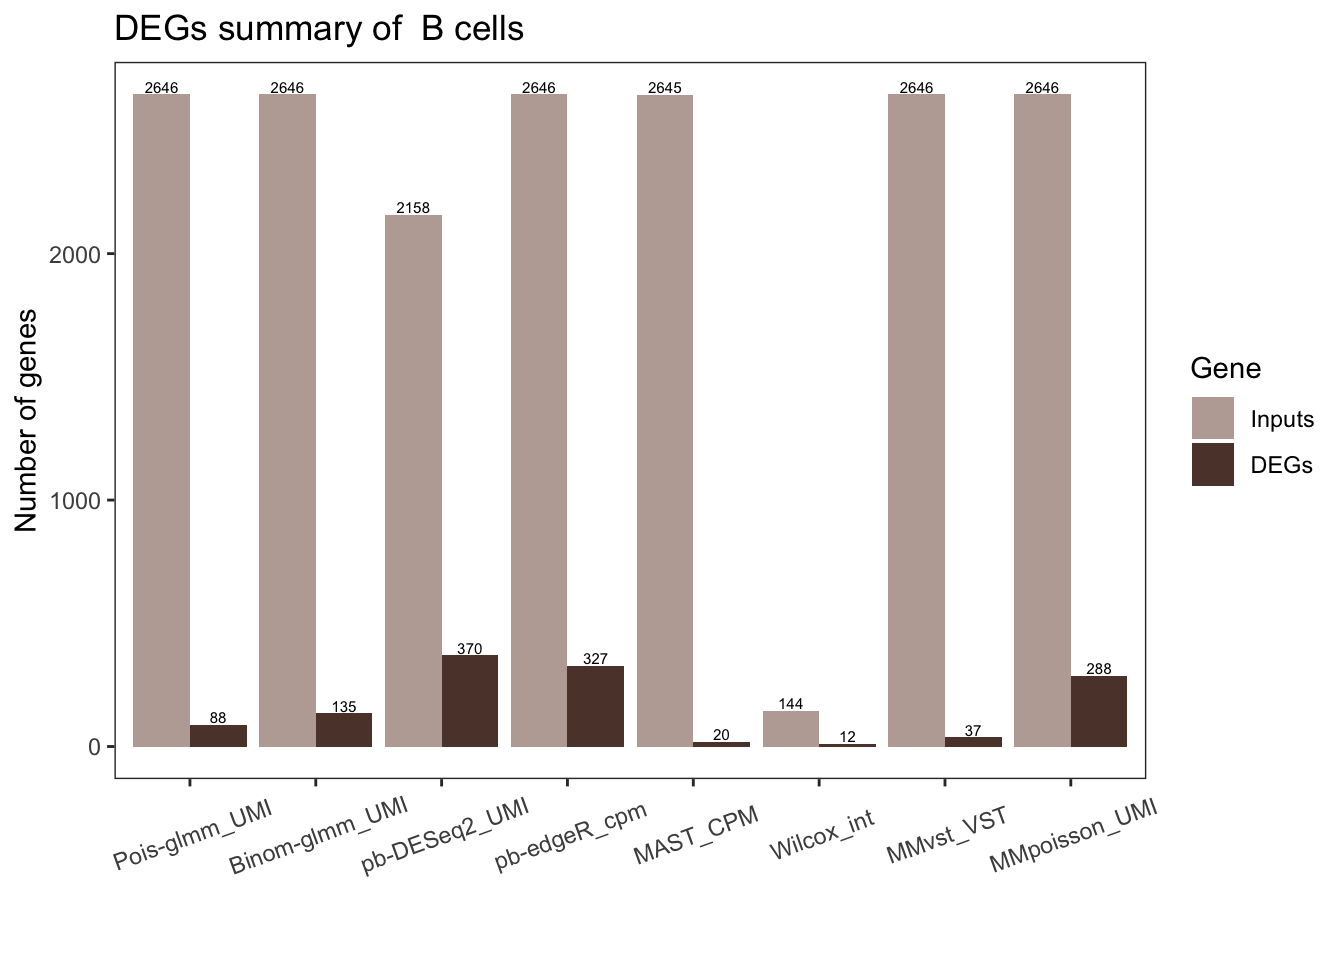 DEGs summary of  B cells
2646
2646
2646
2645
2646
2646
2158
2000
Number of genes
Gene
Inputs
DEGs
1000
370
327
288
144
135
88
37
20
12
0
Pois-glmm_UMI
Binom-glmm_UMI
pb-DESeq2_UMI
pb-edgeR_cpm
MAST_CPM
Wilcox_int
MMvst_VST
MMpoisson_UMI